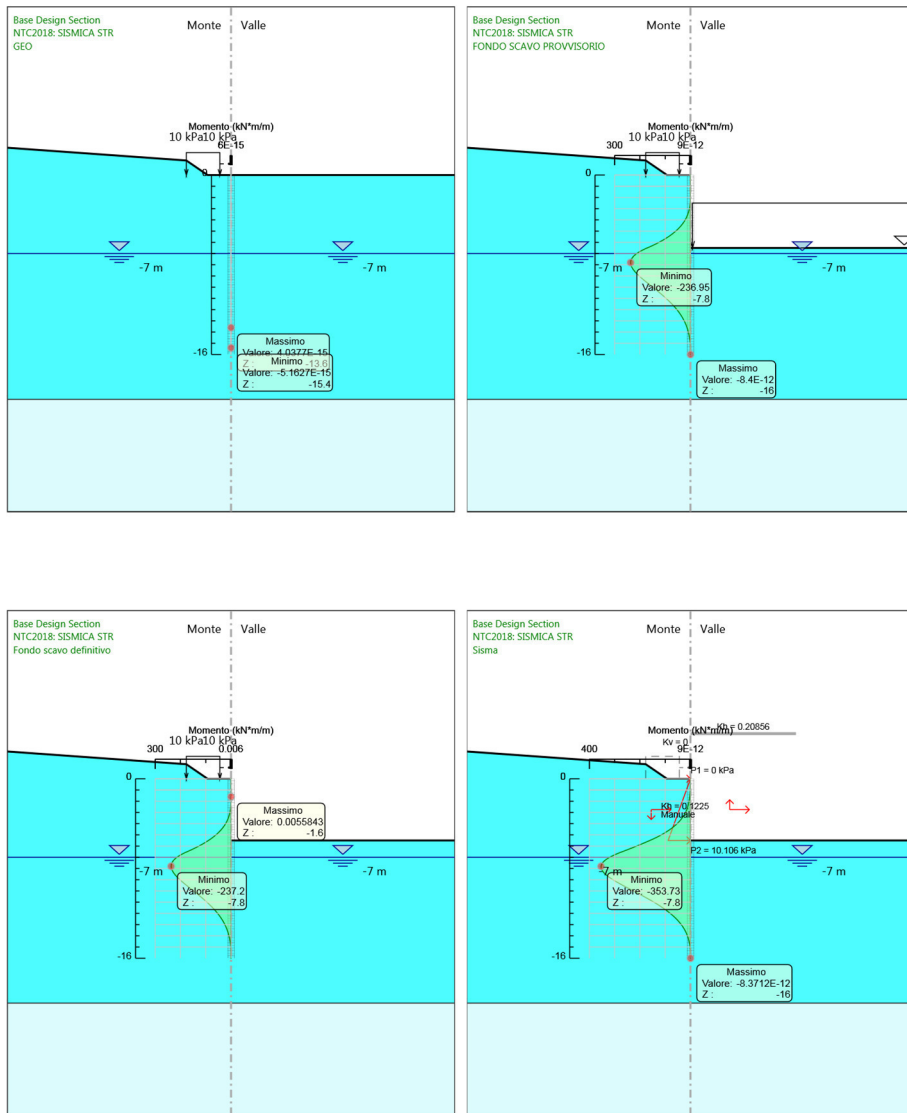 Base Design Section
NTC2018: SISMICA STR
GEO
Monte
Valle
Momento (kN*m/m)
10 kPa
10 kPa
6E-15
0
-7 m
-7 m
-16
Massimo
Valore: 4.0377E-15
Z : -13.6
Minimo
Valore: -5.1627E-15
Z : -15.4
Base Design Section
NTC2018: SISMICA STR
FONDO SCAVO PROVVISORIO
Monte
Valle
Momento (kN*m/m)
10 kPa
10 kPa
300
9E-12
0
-7 m
-7 m
Minimo
Valore: -236.95
Z : -7.8
-16
Massimo
Valore: -8.4E-12
Z : -16
Base Design Section
NTC2018: SISMICA STR
Fondo scavo definitivo
Monte
Valle
Momento (kN*m/m)
10 kPa
10 kPa
300
0.006
0
Massimo
Valore: 0.0055843
Z : -1.6
-7 m
-7 m
Minimo
Valore: -237.2
Z : -7.8
-16
Base Design Section
NTC2018: SISMICA STR
Sisma
Monte
Valle
Kh = 0.20856
Momento (kN*m/m)
Kv = 0
400
9E-12
P1 = 0 kPa
0
Kh = 0.1225
Manuale
P2 = 10.106 kPa
-7 m
-7 m
Minimo
Valore: -353.73
Z : -7.8
-16
Massimo
Valore: -8.3712E-12
Z : -16